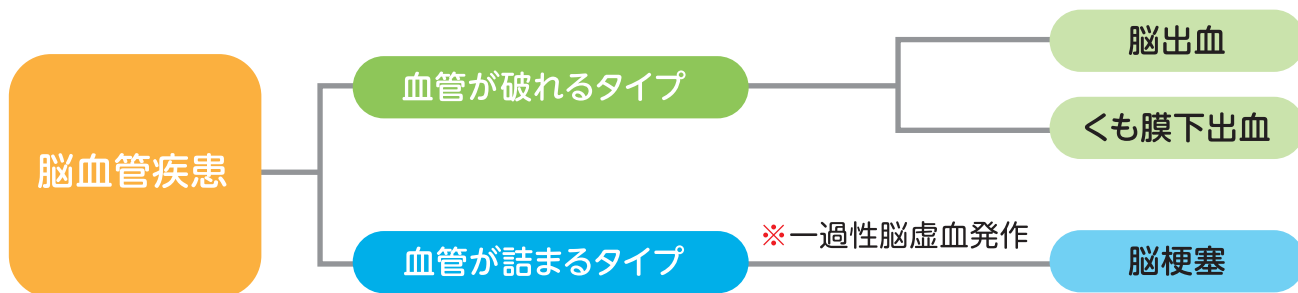 脳血管疾患
血管が破れるタイプ
脳出血
くも膜下出血
血管が詰まるタイプ
※一過性脳虚血発作
脳梗塞